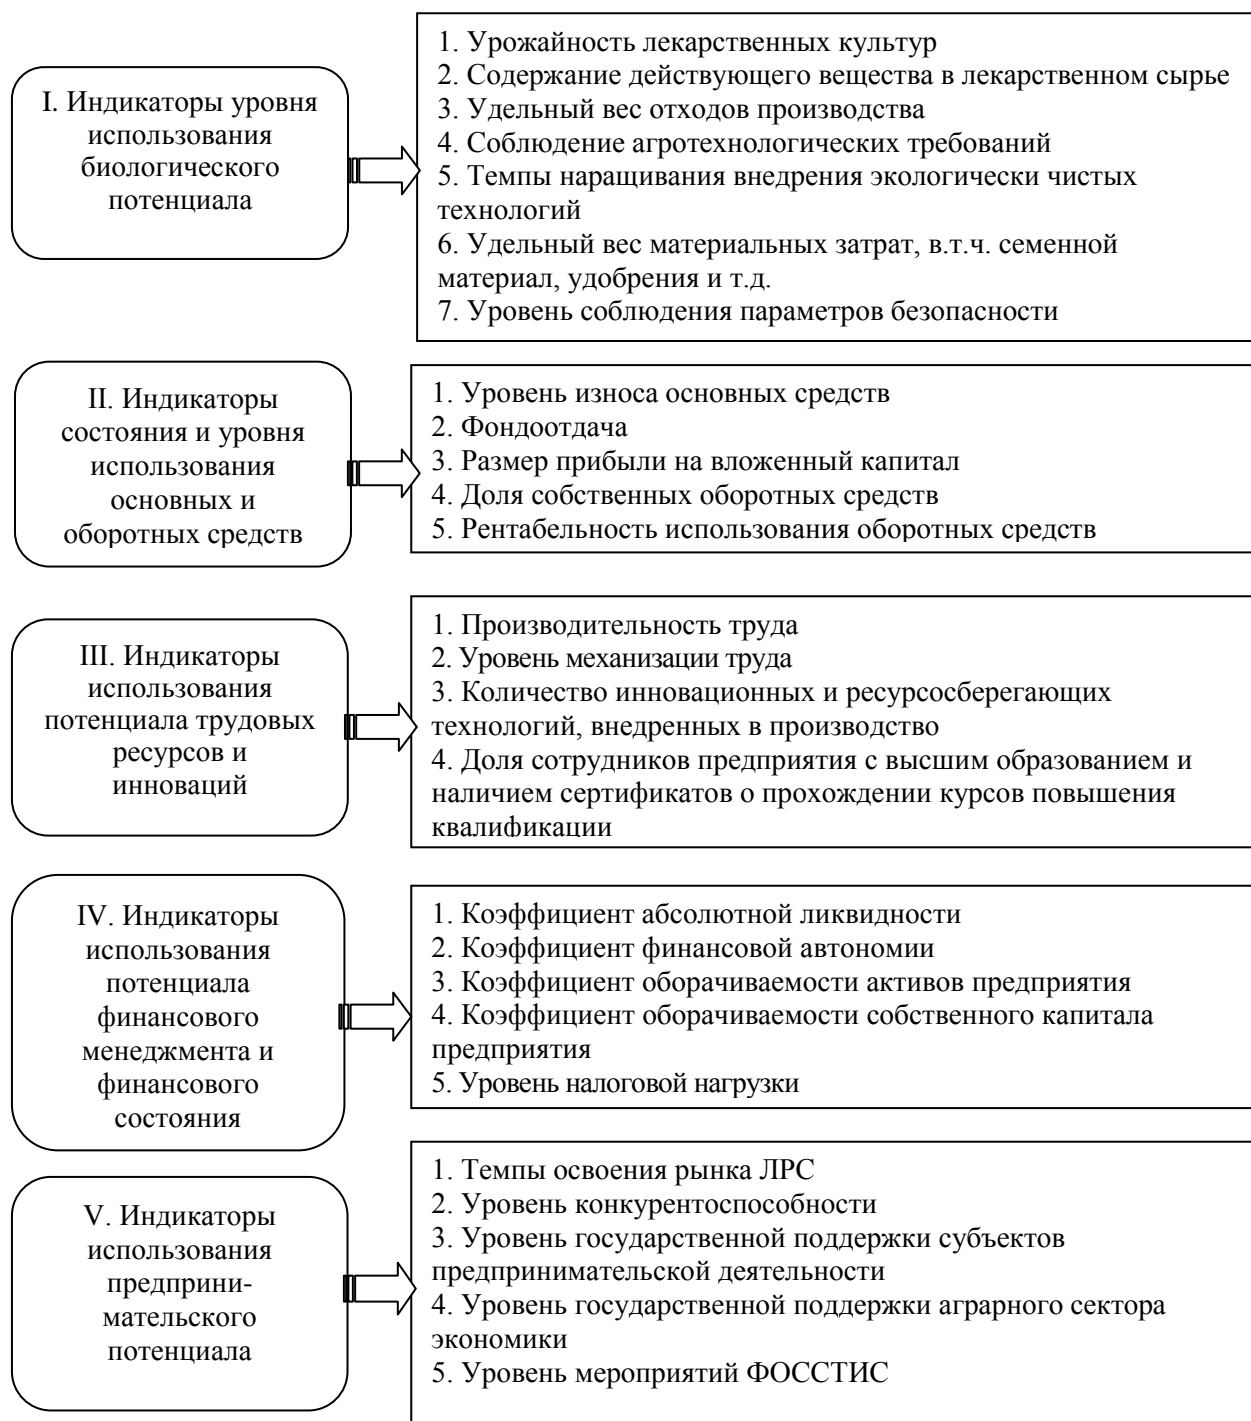 I. Индикаторы уровня
использования
биологического
потенциала
1. Урожайность лекарственных культур
2. Содержание действующего вещества в лекарственном сырье
3. Удельный вес отходов производства
4. Соблюдение агротехнологических требований
5. Темпы наращивания внедрения экологически чистых
технологий
6. Удельный вес материальных затрат, в.т.ч. семенной
материал, удобрения и т.д.
7. Уровень соблюдения параметров безопасности
II. Индикаторы
состояния и уровня
использования
основных и
оборотных средств
1. Уровень износа основных средств
2. Фондоотдача
3. Размер прибыли на вложенный капитал
4. Доля собственных оборотных средств
5. Рентабельность использования оборотных средств
III. Индикаторы
использования
потенциала трудовых
ресурсов и
инноваций
1. Производительность труда
2. Уровень механизации труда
3. Количество инновационных и ресурсосберегающих
технологий, внедренных в производство
4. Доля сотрудников предприятия с высшим образованием и
наличием сертификатов о прохождении курсов повышения
квалификации
IV. Индикаторы
использования
потенциала
финансового
менеджмента и
финансового
состояния
1. Коэффициент абсолютной ликвидности
2. Коэффициент финансовой автономии
3. Коэффициент оборачиваемости активов предприятия
4. Коэффициент оборачиваемости собственного капитала
предприятия
5. Уровень налоговой нагрузки
V. Индикаторы
использования
предприни-
мательского
потенциала
1. Темпы освоения рынка ЛРС
2. Уровень конкурентоспособности
3. Уровень государственной поддержки субъектов
предпринимательской деятельности
4. Уровень государственной поддержки аграрного сектора
экономики
5. Уровень мероприятий ФОССТИС